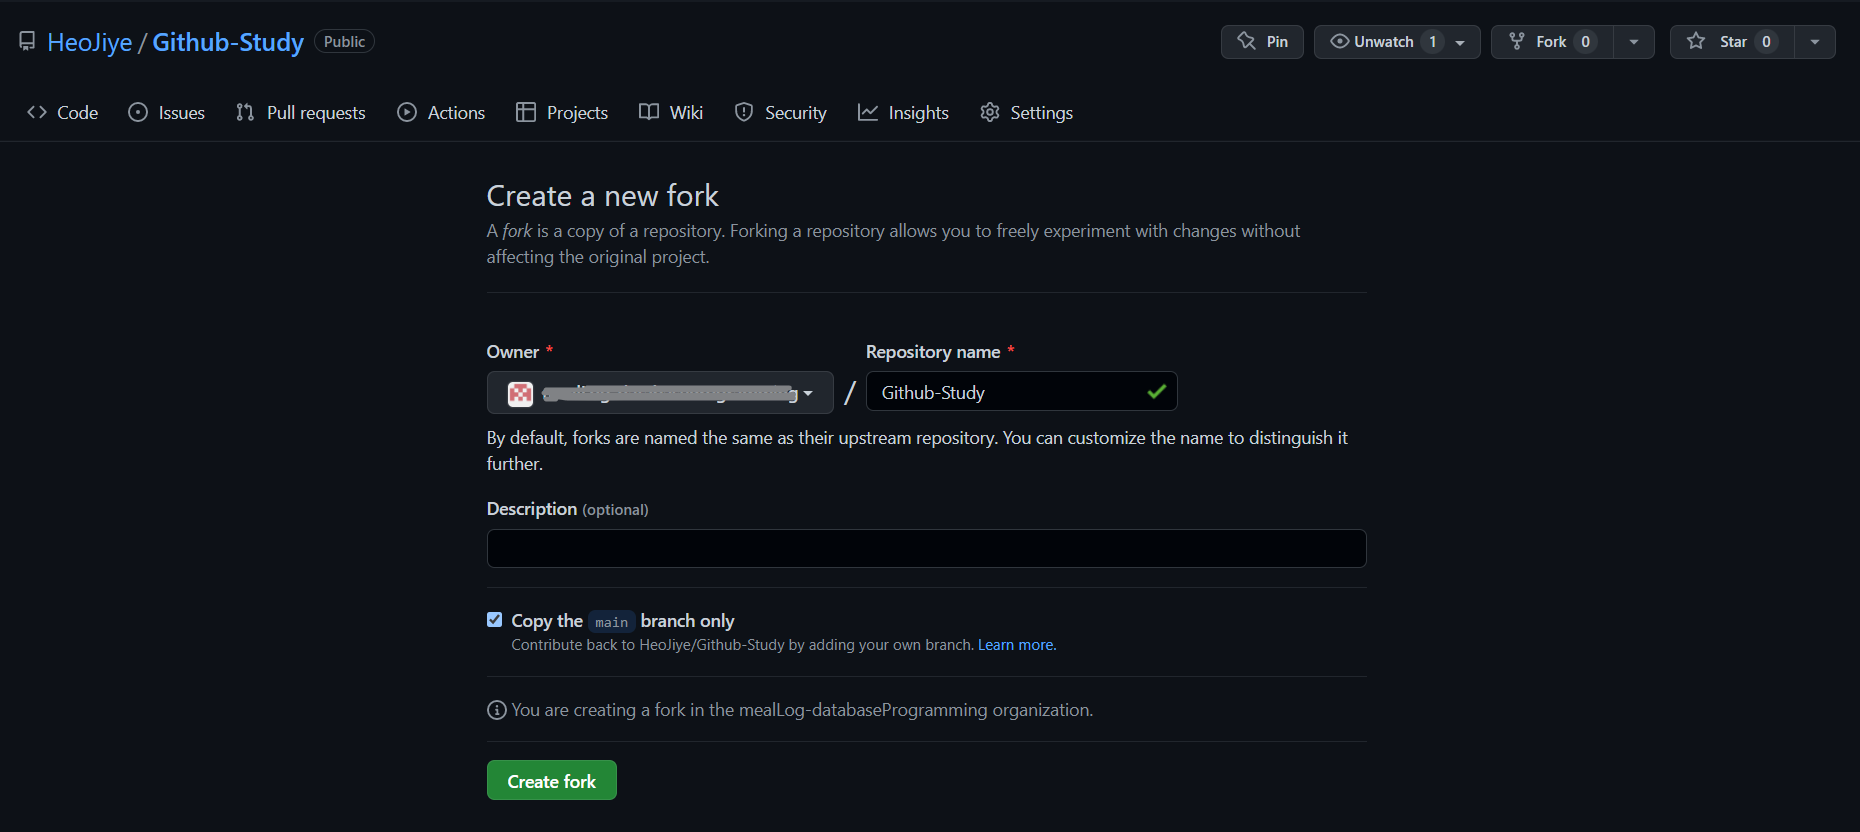 HeoJiye / Github-Study Public
Pin Unwatch 1 Fork 0 Star 0
Code Issues Pull requests Actions Projects Wiki Security Insights Settings
Create a new fork
A fork is a copy of a repository. Forking a repository allows you to freely experiment with changes without
affecting the original project.
Owner * Repository name *
/ Github-Study
By default, forks are named the same as their upstream repository. You can customize the name to distinguish it
further.
Description (optional)
Copy the main branch only
Contribute back to HeoJiye/Github-Study by adding your own branch. Learn more.
You are creating a fork in the mealLog-databaseProgramming organization.
Create fork